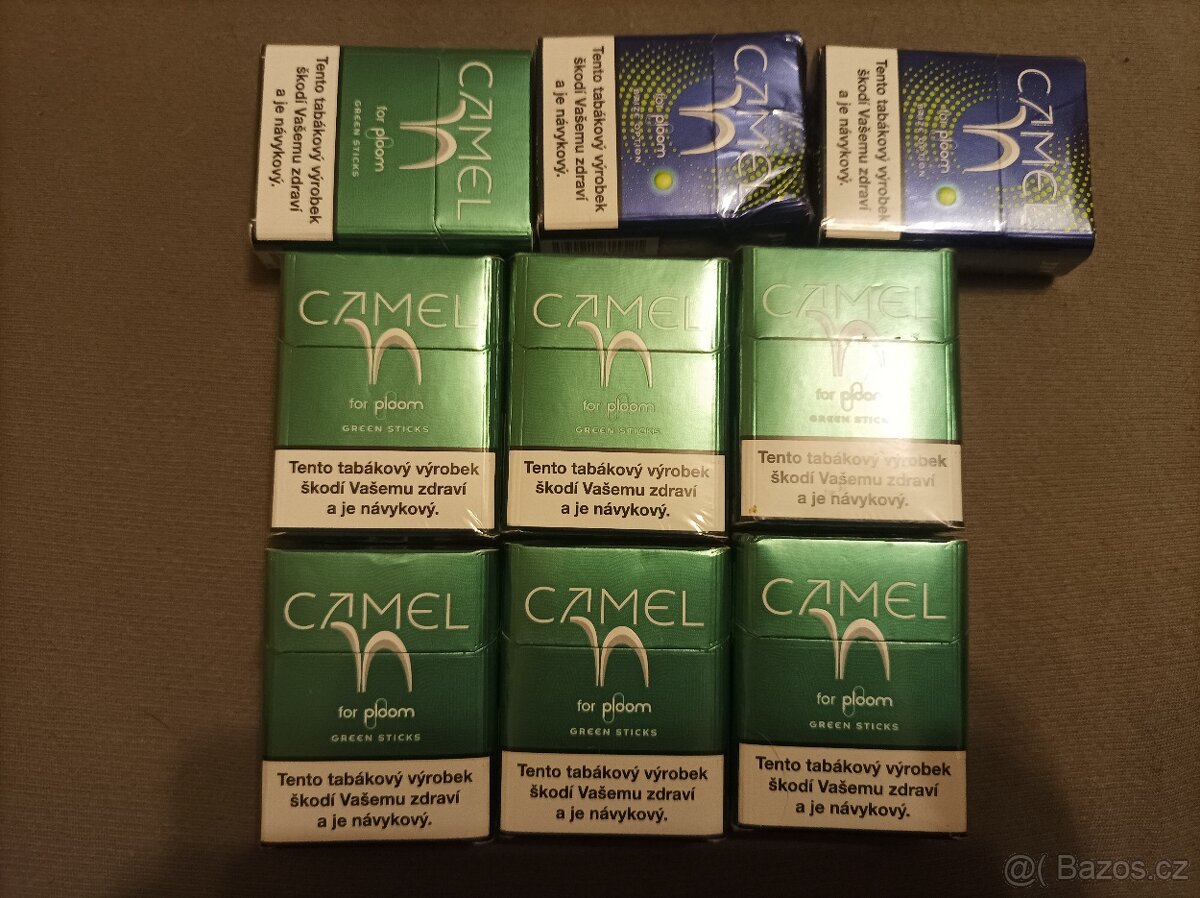 CAMEL
for ploom
GREEN STICKS
Tento tabákový výrobek
škodí Vašemu zdraví
a je návykový.
CAMEL
for ploom
OPTION
Tento tabákový výrobek
škodí Vašemu zdraví
a je návykový.
CAMEL
for ploom
OPTION
Tento tabákový výrobek
škodí Vašemu zdraví
a je návykový.
CAMEL
for ploom
GREEN STICKS
Tento tabákový výrobek
škodí Vašemu zdraví
a je návykový.
CAMEL
for ploom
GREEN STICKS
Tento tabákový výrobek
škodí Vašemu zdraví
a je návykový.
CAMEL
for ploom
GREEN STICKS
Tento tabákový výrobek
škodí Vašemu zdraví
a je návykový.
CAMEL
for ploom
GREEN STICKS
Tento tabákový výrobek
škodí Vašemu zdraví
a je návykový.
CAMEL
for ploom
GREEN STICKS
Tento tabákový výrobek
škodí Vašemu zdraví
a je návykový.
CAMEL
for ploom
GREEN STICKS
Tento tabákový výrobek
škodí Vašemu zdraví
a je návykový.
@( Bazos.cz